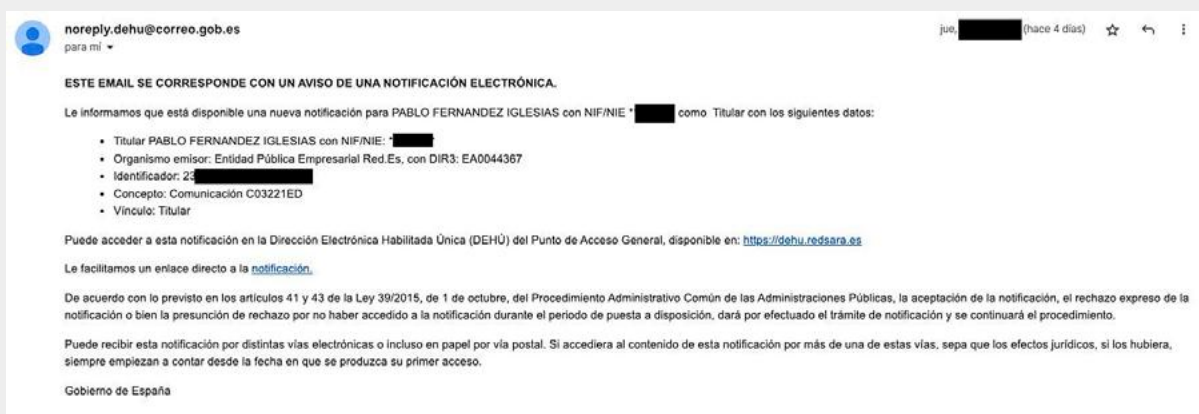 noreply.dehu@correo.gob.es
jue, (hace 4 días)
para mí
ESTE EMAIL SE CORRESPONDE CON UN AVISO DE UNA NOTIFICACIÓN ELECTRÓNICA.
Le informamos que está disponible una nueva notificación para PABLO FERNANDEZ IGLESIAS con NIF/NIE * como Titular con los siguientes datos:
• Titular PABLO FERNANDEZ IGLESIAS con NIF/NIE: *
• Organismo emisor: Entidad Pública Empresarial Red.Es, con DIR3: EA0044367
• Identificador: 23
• Concepto: Comunicación C03221ED
• Vínculo: Titular
Puede acceder a esta notificación en la Dirección Electrónica Habilitada Única (DEHÚ) del Punto de Acceso General, disponible en: https://dehu.redsara.es
Le facilitamos un enlace directo a la notificación.
De acuerdo con lo previsto en los artículos 41 y 43 de la Ley 39/2015, de 1 de octubre, del Procedimiento Administrativo Común de las Administraciones Públicas, la aceptación de la notificación, el rechazo expreso de la
notificación o bien la presunción de rechazo por no haber accedido a la notificación durante el periodo de puesta a disposición, dará por efectuado el trámite de notificación y se continuará el procedimiento.
Puede recibir esta notificación por distintas vías electrónicas o incluso en papel por vía postal. Si accediera al contenido de esta notificación por más de una de estas vías, sepa que los efectos jurídicos, si los hubiera,
siempre empiezan a contar desde la fecha en que se produzca su primer acceso.
Gobierno de España